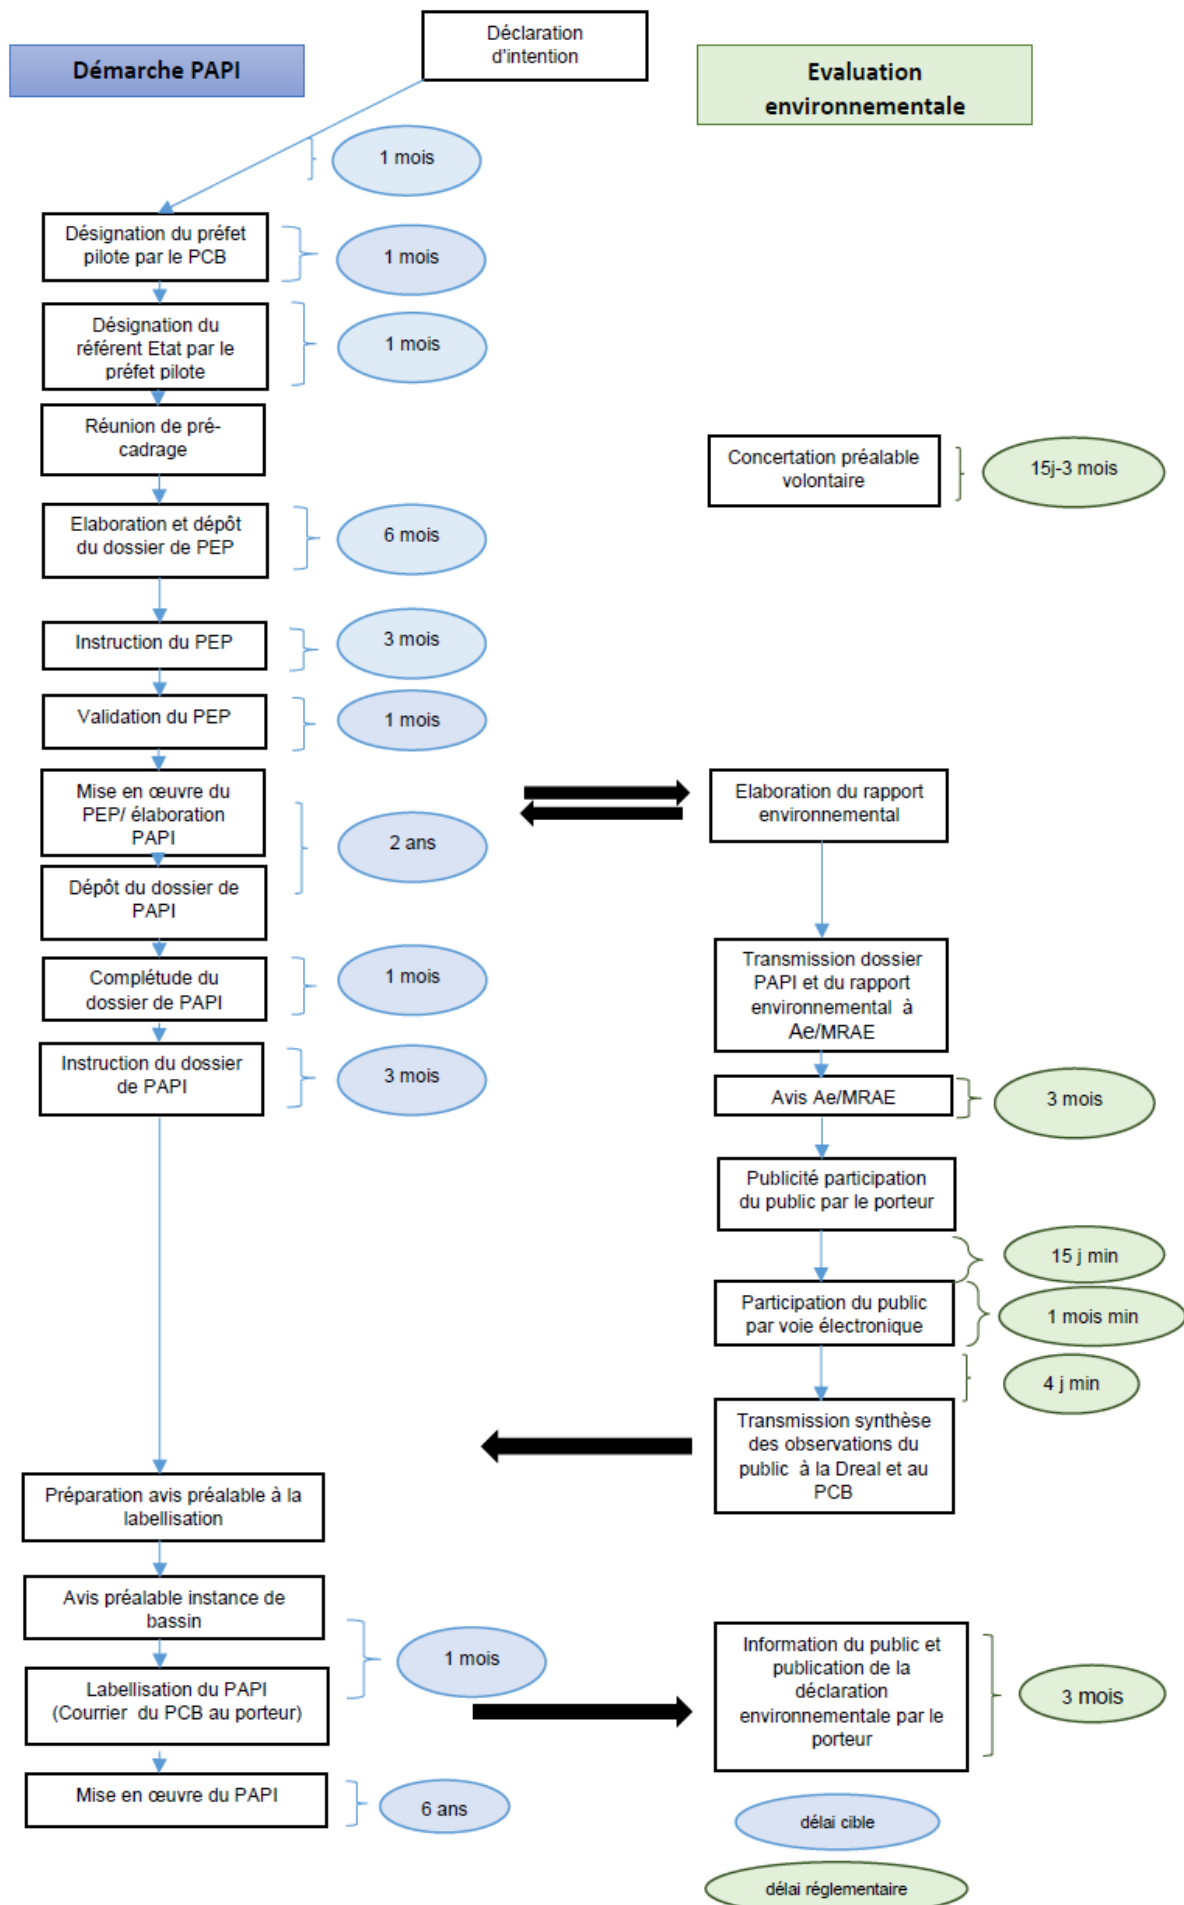 Déclaration
d'intention
Démarche PAPI
Evaluation
environnementale
1 mois
Désignation du préfet
pilote par le PCB
1 mois
Désignation du
référent Etat par le
préfet pilote
1 mois
Réunion de pré-
cadrage
Concertation préalable
volontaire
15j-3 mois
Elaboration et dépôt
du dossier de PEP
6 mois
Instruction du PEP
3 mois
Validation du PEP
1 mois
Mise en œuvre du
PEP/ élaboration
PAPI
Elaboration du rapport
environnemental
2 ans
Dépôt du dossier de
PAPI
Complétude du
dossier de PAPI
1 mois
Transmission dossier
PAPI et du rapport
environnemental à
Ae/MRAE
Instruction du dossier
de PAPI
3 mois
Avis Ae/MRAE
3 mois
Publicité participation
du public par le porteur
15 j min
Participation du public
par voie électronique
1 mois min
4 j min
Transmission synthèse
des observations du
public à la Dreal et au
PCB
Préparation avis préalable à la
labellisation
Avis préalable instance de
bassin
1 mois
Labellisation du PAPI
(Courrier du PCB au porteur)
Information du public et
publication de la
déclaration
environnementale par le
porteur
3 mois
Mise en œuvre du PAPI
6 ans
délai cible
délai réglementaire